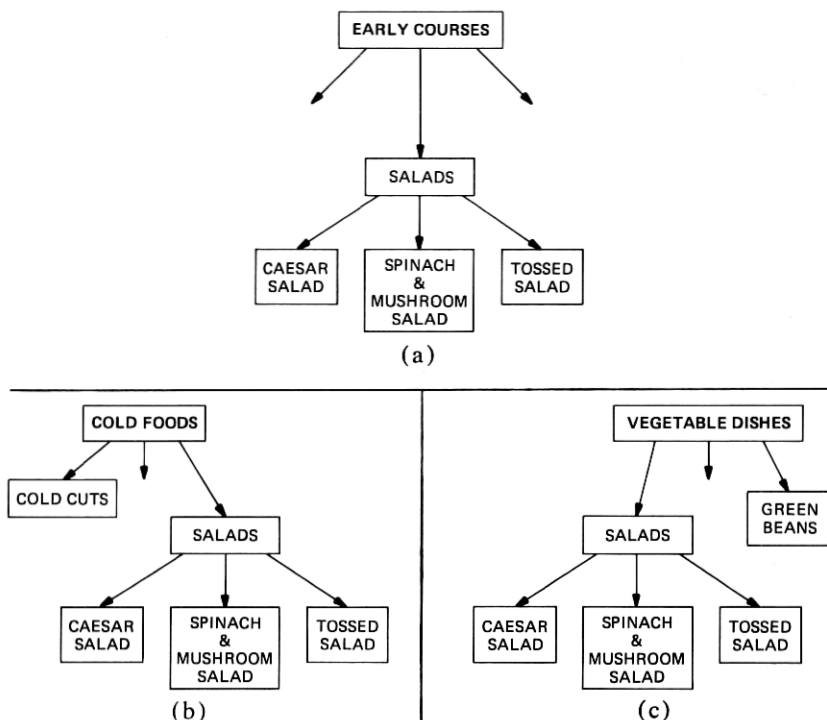 EARLY COURSES
SALADS
CAESAR
SALAD
SPINACH
&
MUSHROOM
SALAD
TOSSED
SALAD
(a)
COLD FOODS
COLD CUTS
SALADS
CAESAR
SALAD
SPINACH
&
MUSHROOM
SALAD
TOSSED
SALAD
(b)
VEGETABLE DISHES
GREEN
BEANS
SALADS
CAESAR
SALAD
SPINACH
&
MUSHROOM
SALAD
TOSSED
SALAD
(c)